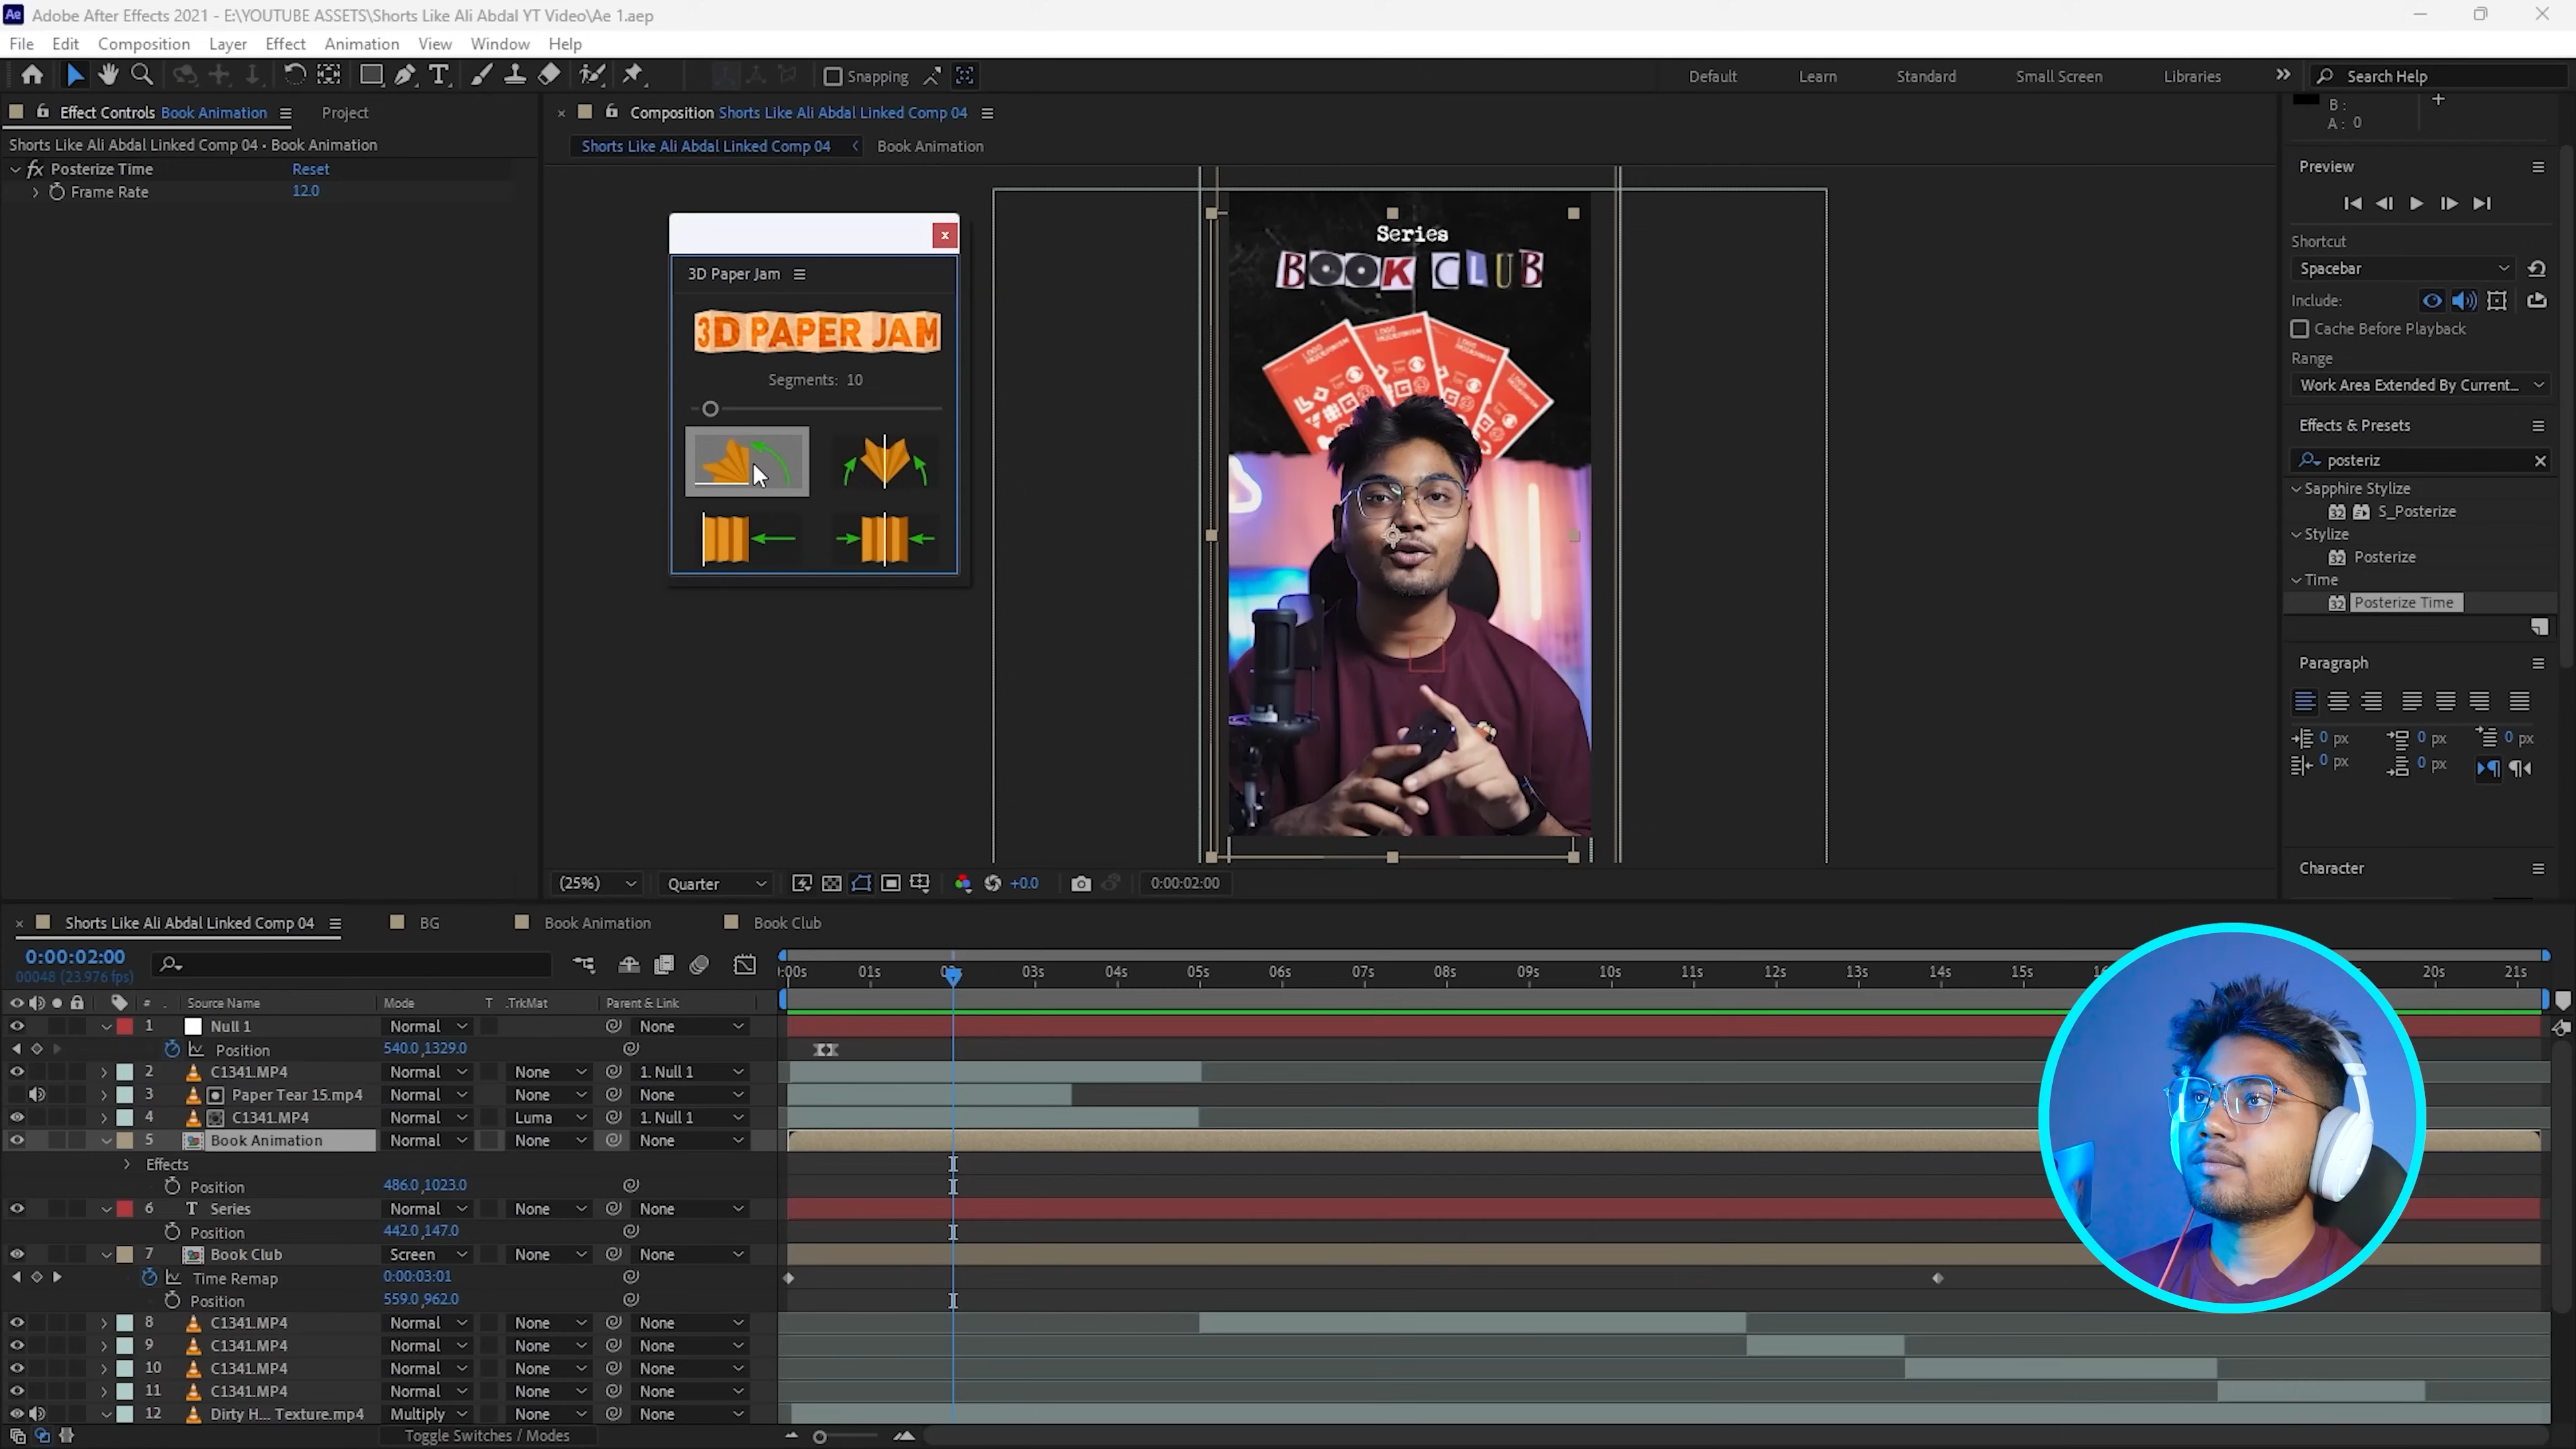 Adobe After Effects 2021 - E:\YOUTUBE ASSETS\Shorts Like Ali Abdal YT Video\Ae 1.aep
File Edit Composition Layer Effect Animation View Window Help
Snapping
Default Learn Standard Small Screen Libraries Search Help
Effect Controls Book Animation Project
Shorts Like Ali Abdal Linked Comp 04 • Book Animation
fx Posterize Time Reset
Frame Rate 12.0
Composition Shorts Like Ali Abdal Linked Comp 04
Shorts Like Ali Abdal Linked Comp 04 Book Animation
3D Paper Jam
3D PAPER JAM
Segments: 10
Series
BOOK CLUB
(25%) Quarter +0.0 0:00:02:00
B :
A : 0
Preview
Shortcut
Spacebar
Include:
Cache Before Playback
Range
Work Area Extended By Current...
Effects & Presets
posteriz
Sapphire Stylize
S_Posterize
Stylize
Posterize
Time
Posterize Time
Paragraph
0 px 0 px 0 px
0 px 0 px
Character
Shorts Like Ali Abdal Linked Comp 04 BG Book Animation Book Club
0:00:02:00
00048 (23.976 fps)
:00s 01s 02s 03s 04s 05s 06s 07s 08s 09s 10s 11s 12s 13s 14s 15s 20s 21s
# Source Name Mode T .TrkMat Parent & Link
1 Null 1 Normal None
Position 540.0,1329.0
2 C1341.MP4 Normal None 1. Null 1
3 Paper Tear 15.mp4 Normal None None
4 C1341.MP4 Normal Luma 1. Null 1
5 Book Animation Normal None None
Effects
Position 486.0,1023.0
6 T Series Normal None None
Position 442.0,147.0
7 Book Club Screen None None
Time Remap 0:00:03:01
Position 559.0,962.0
8 C1341.MP4 Normal None None
9 C1341.MP4 Normal None None
10 C1341.MP4 Normal None None
11 C1341.MP4 Normal None None
12 Dirty H... Texture.mp4 Multiply None None
Toggle Switches / Modes